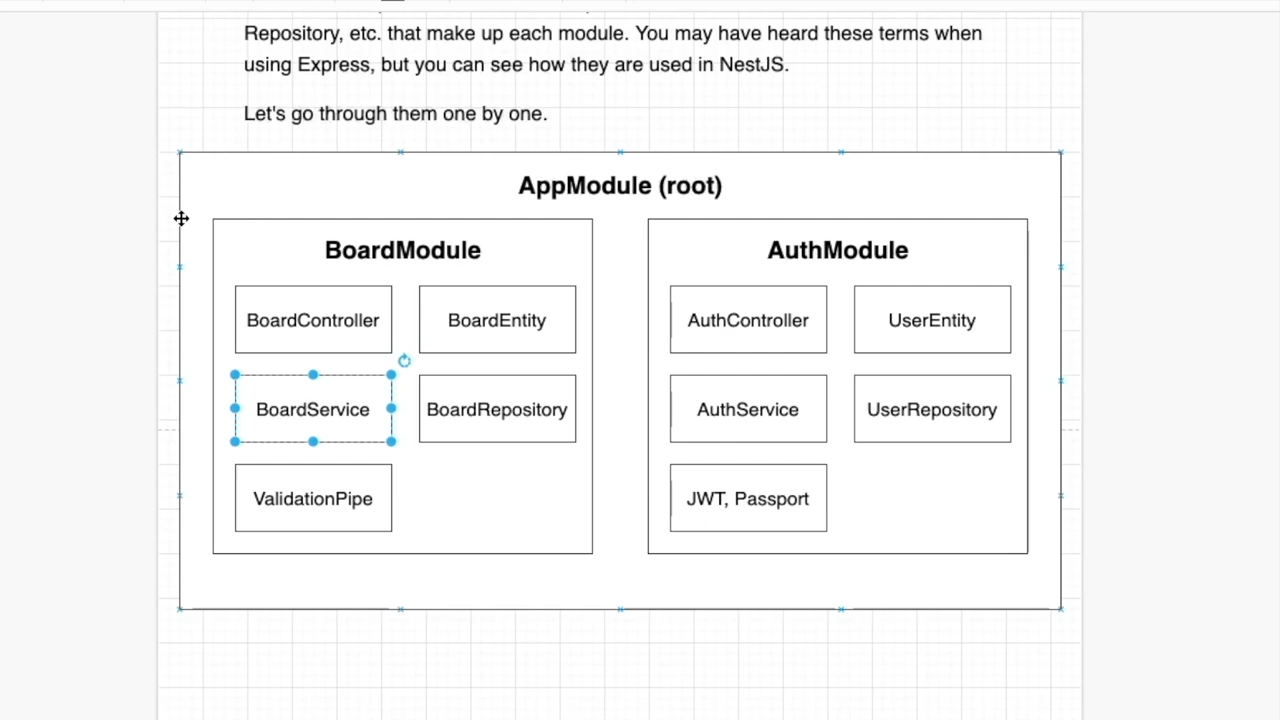 Repository, etc. that make up each module. You may have heard these terms when
using Express, but you can see how they are used in NestJS.
Let's go through them one by one.
AppModule (root)
BoardModule
BoardController
BoardEntity
BoardService
BoardRepository
ValidationPipe
AuthModule
AuthController
UserEntity
AuthService
UserRepository
JWT, Passport